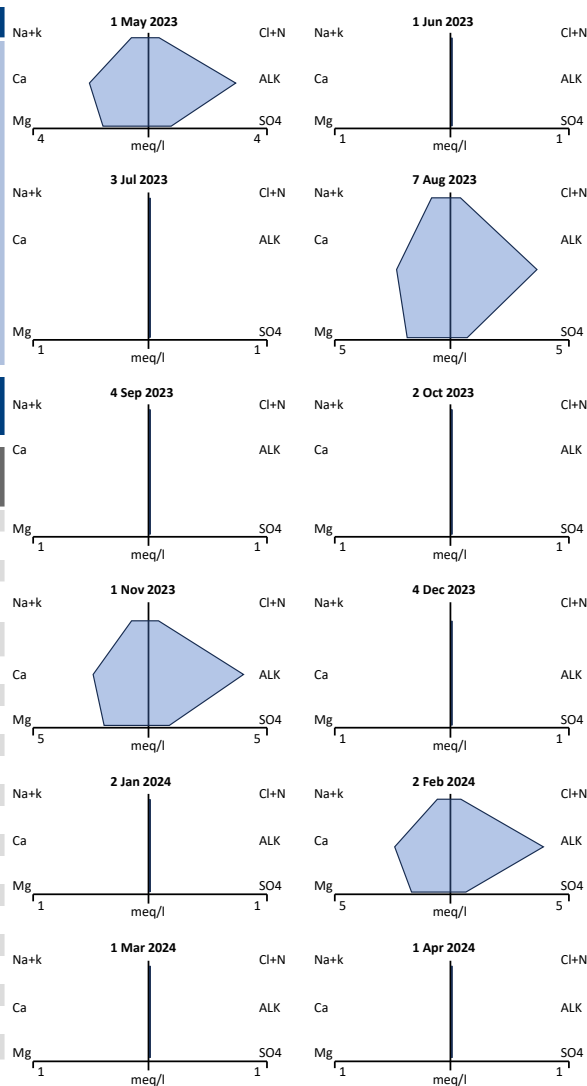 1 May 2023
Na+k Cl+N
Ca ALK
Mg SO4
4 4
meq/l
1 Jun 2023
Na+k Cl+N
Ca ALK
Mg SO4
1 1
meq/l
3 Jul 2023
Na+k Cl+N
Ca ALK
Mg SO4
1 1
meq/l
7 Aug 2023
Na+k Cl+N
Ca ALK
Mg SO4
5 5
meq/l
4 Sep 2023
Na+k Cl+N
Ca ALK
Mg SO4
1 1
meq/l
2 Oct 2023
Na+k Cl+N
Ca ALK
Mg SO4
1 1
meq/l
1 Nov 2023
Na+k Cl+N
Ca ALK
Mg SO4
5 5
meq/l
4 Dec 2023
Na+k Cl+N
Ca ALK
Mg SO4
1 1
meq/l
2 Jan 2024
Na+k Cl+N
Ca ALK
Mg SO4
1 1
meq/l
2 Feb 2024
Na+k Cl+N
Ca ALK
Mg SO4
5 5
meq/l
1 Mar 2024
Na+k Cl+N
Ca ALK
Mg SO4
1 1
meq/l
1 Apr 2024
Na+k Cl+N
Ca ALK
Mg SO4
1 1
meq/l